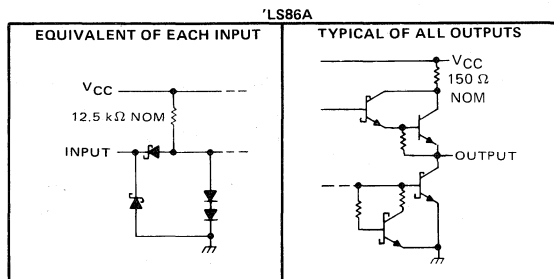 'LS86A
EQUIVALENT OF EACH INPUT
TYPICAL OF ALL OUTPUTS
VCC
12.5 kΩ NOM
INPUT
VCC
150 Ω
NOM
OUTPUT